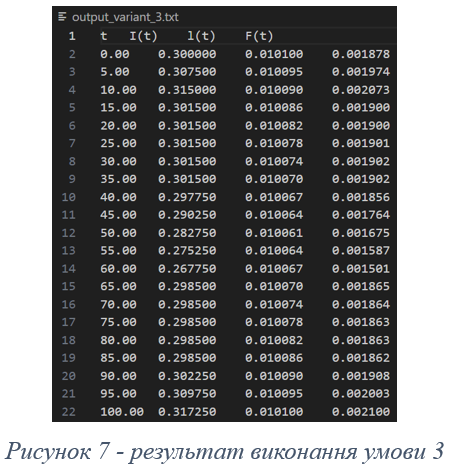 output_variant_3.txt
1 t I(t) l(t) F(t)
2 0.00 0.300000 0.010100 0.001878
3 5.00 0.307500 0.010095 0.001974
4 10.00 0.315000 0.010090 0.002073
5 15.00 0.301500 0.010086 0.001900
6 20.00 0.301500 0.010082 0.001900
7 25.00 0.301500 0.010078 0.001901
8 30.00 0.301500 0.010074 0.001902
9 35.00 0.301500 0.010070 0.001902
10 40.00 0.297750 0.010067 0.001856
11 45.00 0.290250 0.010064 0.001764
12 50.00 0.282750 0.010061 0.001675
13 55.00 0.275250 0.010064 0.001587
14 60.00 0.267750 0.010067 0.001501
15 65.00 0.298500 0.010070 0.001865
16 70.00 0.298500 0.010074 0.001864
17 75.00 0.298500 0.010078 0.001863
18 80.00 0.298500 0.010082 0.001863
19 85.00 0.298500 0.010086 0.001862
20 90.00 0.302250 0.010090 0.001908
21 95.00 0.309750 0.010095 0.002003
22 100.00 0.317250 0.010100 0.002100
Рисунок 7 - результат виконання умови 3